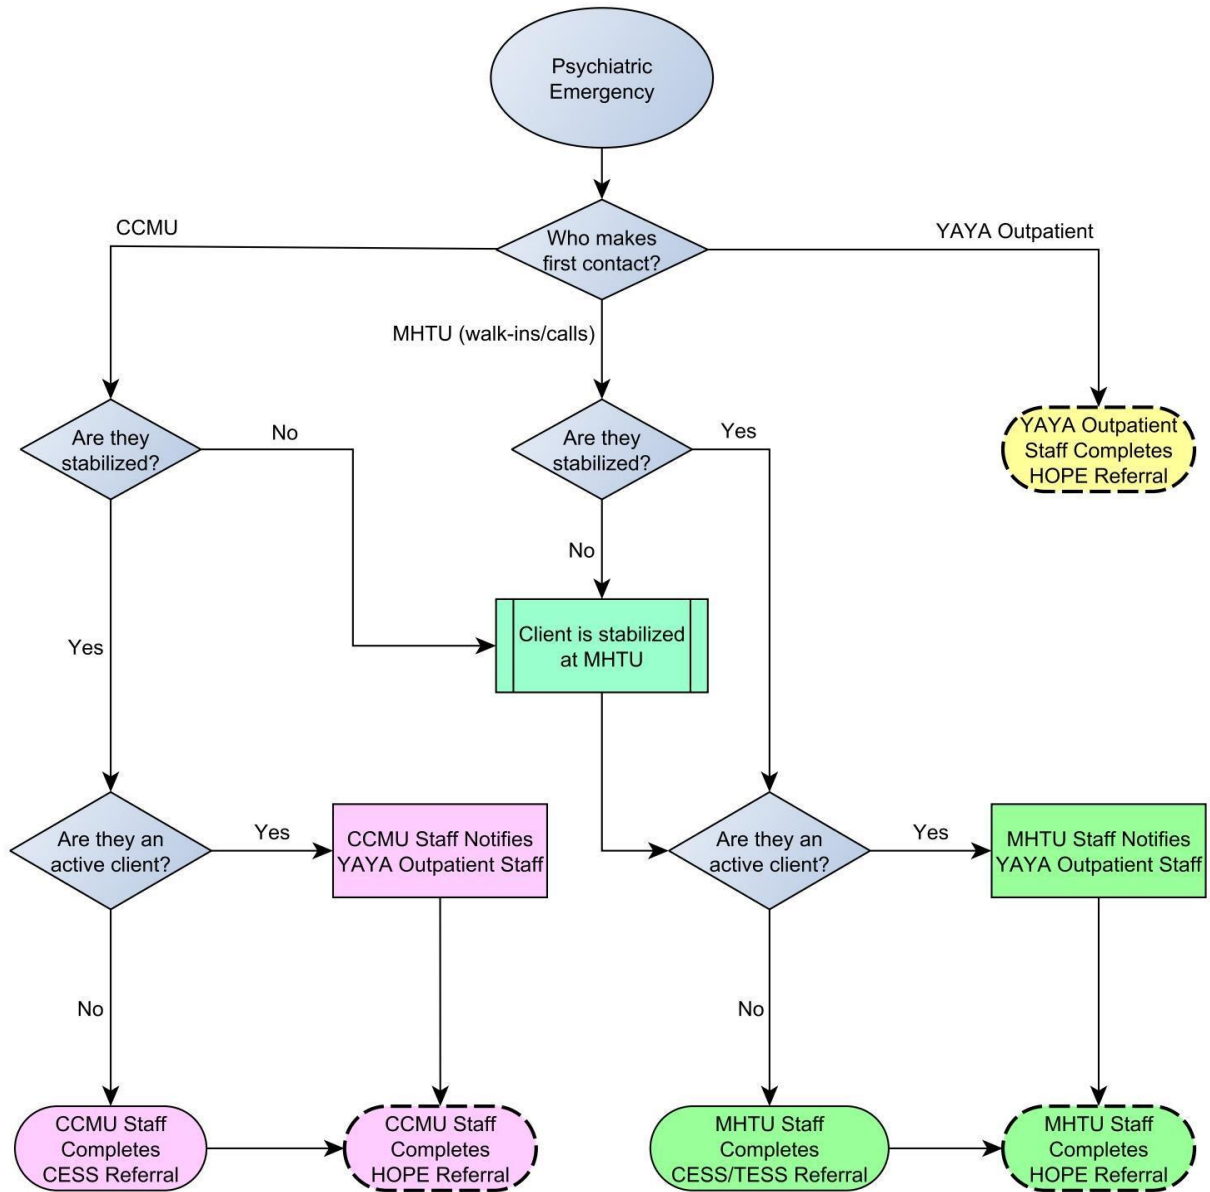 Psychiatric
Emergency
CCMU
Who makes
first contact?
YAYA Outpatient
MHTU (walk-ins/calls)
Are they
stabilized?
No
Are they
stabilized?
Yes
YAYA Outpatient
Staff Completes
HOPE Referral
No
Client is stabilized
at MHTU
Yes
Are they an
active client?
Yes
CCMU Staff Notifies
YAYA Outpatient Staff
Are they an
active client?
Yes
MHTU Staff Notifies
YAYA Outpatient Staff
No
No
CCMU Staff
Completes
CESS Referral
CCMU Staff
Completes
HOPE Referral
MHTU Staff
Completes
CESS/TESS Referral
MHTU Staff
Completes
HOPE Referral